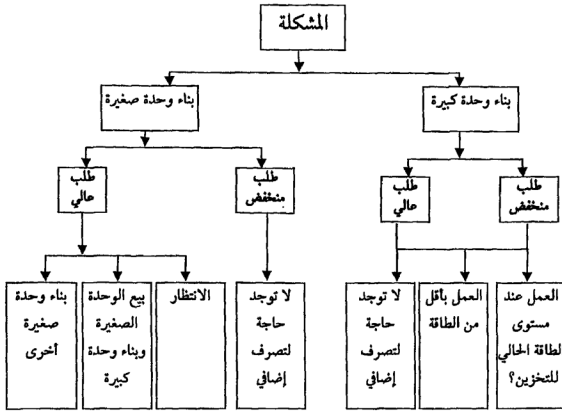 المشكلة
بناء وحدة كبيرة
بناء وحدة صغيرة
طلب
منخفض
طلب
عالي
طلب
منخفض
طلب
عالي
العمل عند
مستوى
لطاقة الحالي
للتخزين؟
العمل بأقل
من الطاقة
لا توجد
حاجة
لتصرف
إضافي
لا توجد
حاجة
لتصرف
إضافي
الانتظار
بيع الوحدة
الصغيرة
وبناء وحدة
كبيرة
بناء وحدة
صغيرة
أخرى